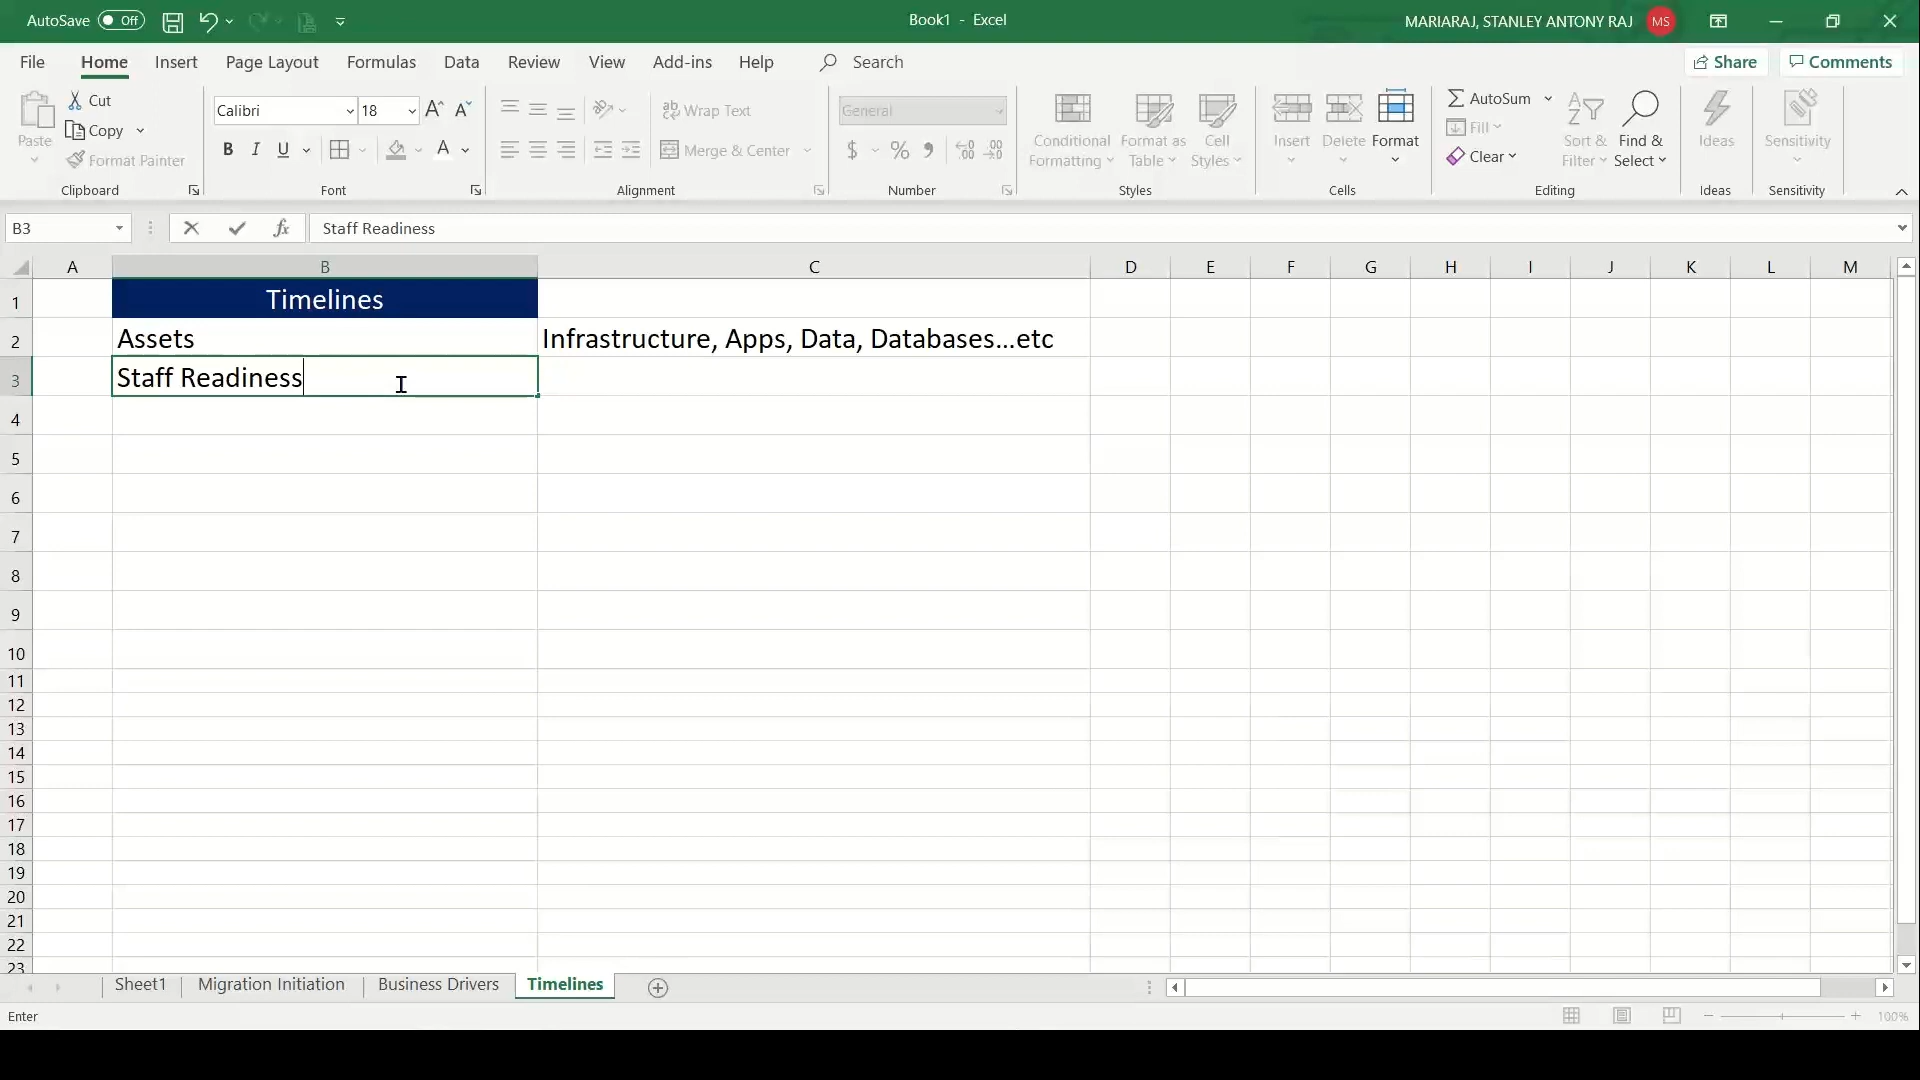 AutoSave Off
Book1 - Excel
MARIARAJ, STANLEY ANTONY RAJ MS
File Home Insert Page Layout Formulas Data Review View Add-ins Help Search
Share Comments
Paste
Cut
Copy
Format Painter
Clipboard
Calibri 18
B I U
Font
Wrap Text
Merge & Center
Alignment
General
Number
Conditional Formatting
Format as Table
Cell Styles
Styles
Insert Delete Format
Cells
AutoSum
Fill
Clear
Sort & Filter
Find & Select
Editing
Ideas
Ideas
Sensitivity
Sensitivity
B3 fx Staff Readiness
A B C D E F G H I J K L M
1 Timelines
2 Assets Infrastructure, Apps, Data, Databases...etc
3 Staff Readiness
4
5
6
7
8
9
10
11
12
13
14
15
16
17
18
19
20
21
22
23
Sheet1 Migration Initiation Business Drivers Timelines
Enter
100%